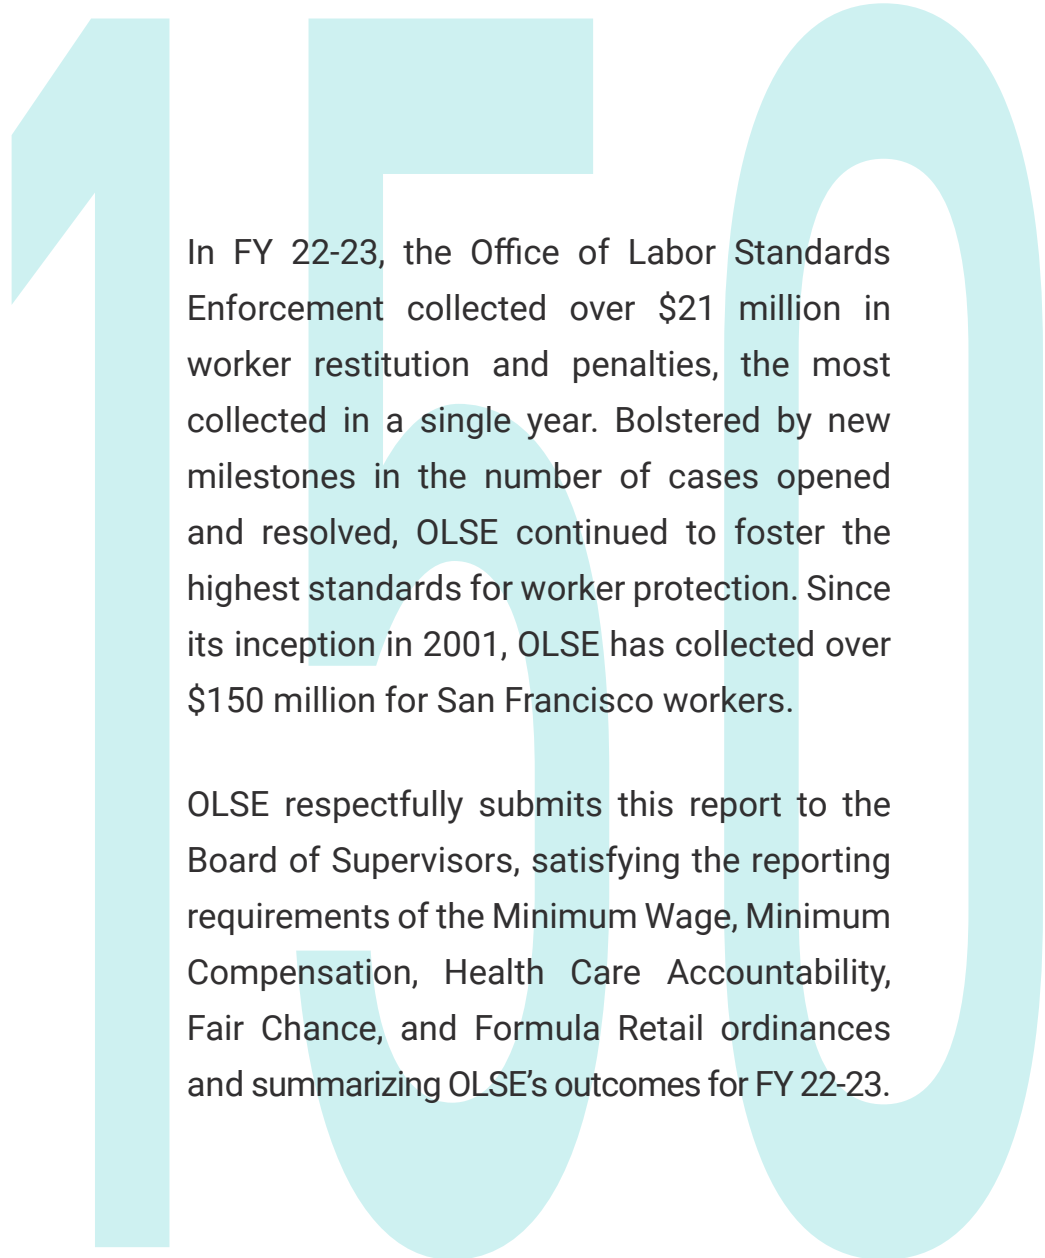 150
In FY 22-23, the Office of Labor Standards
Enforcement collected over $21 million in
worker restitution and penalties, the most
collected in a single year. Bolstered by new
milestones in the number of cases opened
and resolved, OLSE continued to foster the
highest standards for worker protection. Since
its inception in 2001, OLSE has collected over
$150 million for San Francisco workers.
OLSE respectfully submits this report to the
Board of Supervisors, satisfying the reporting
requirements of the Minimum Wage, Minimum
Compensation, Health Care Accountability,
Fair Chance, and Formula Retail ordinances
and summarizing OLSE’s outcomes for FY 22-23.